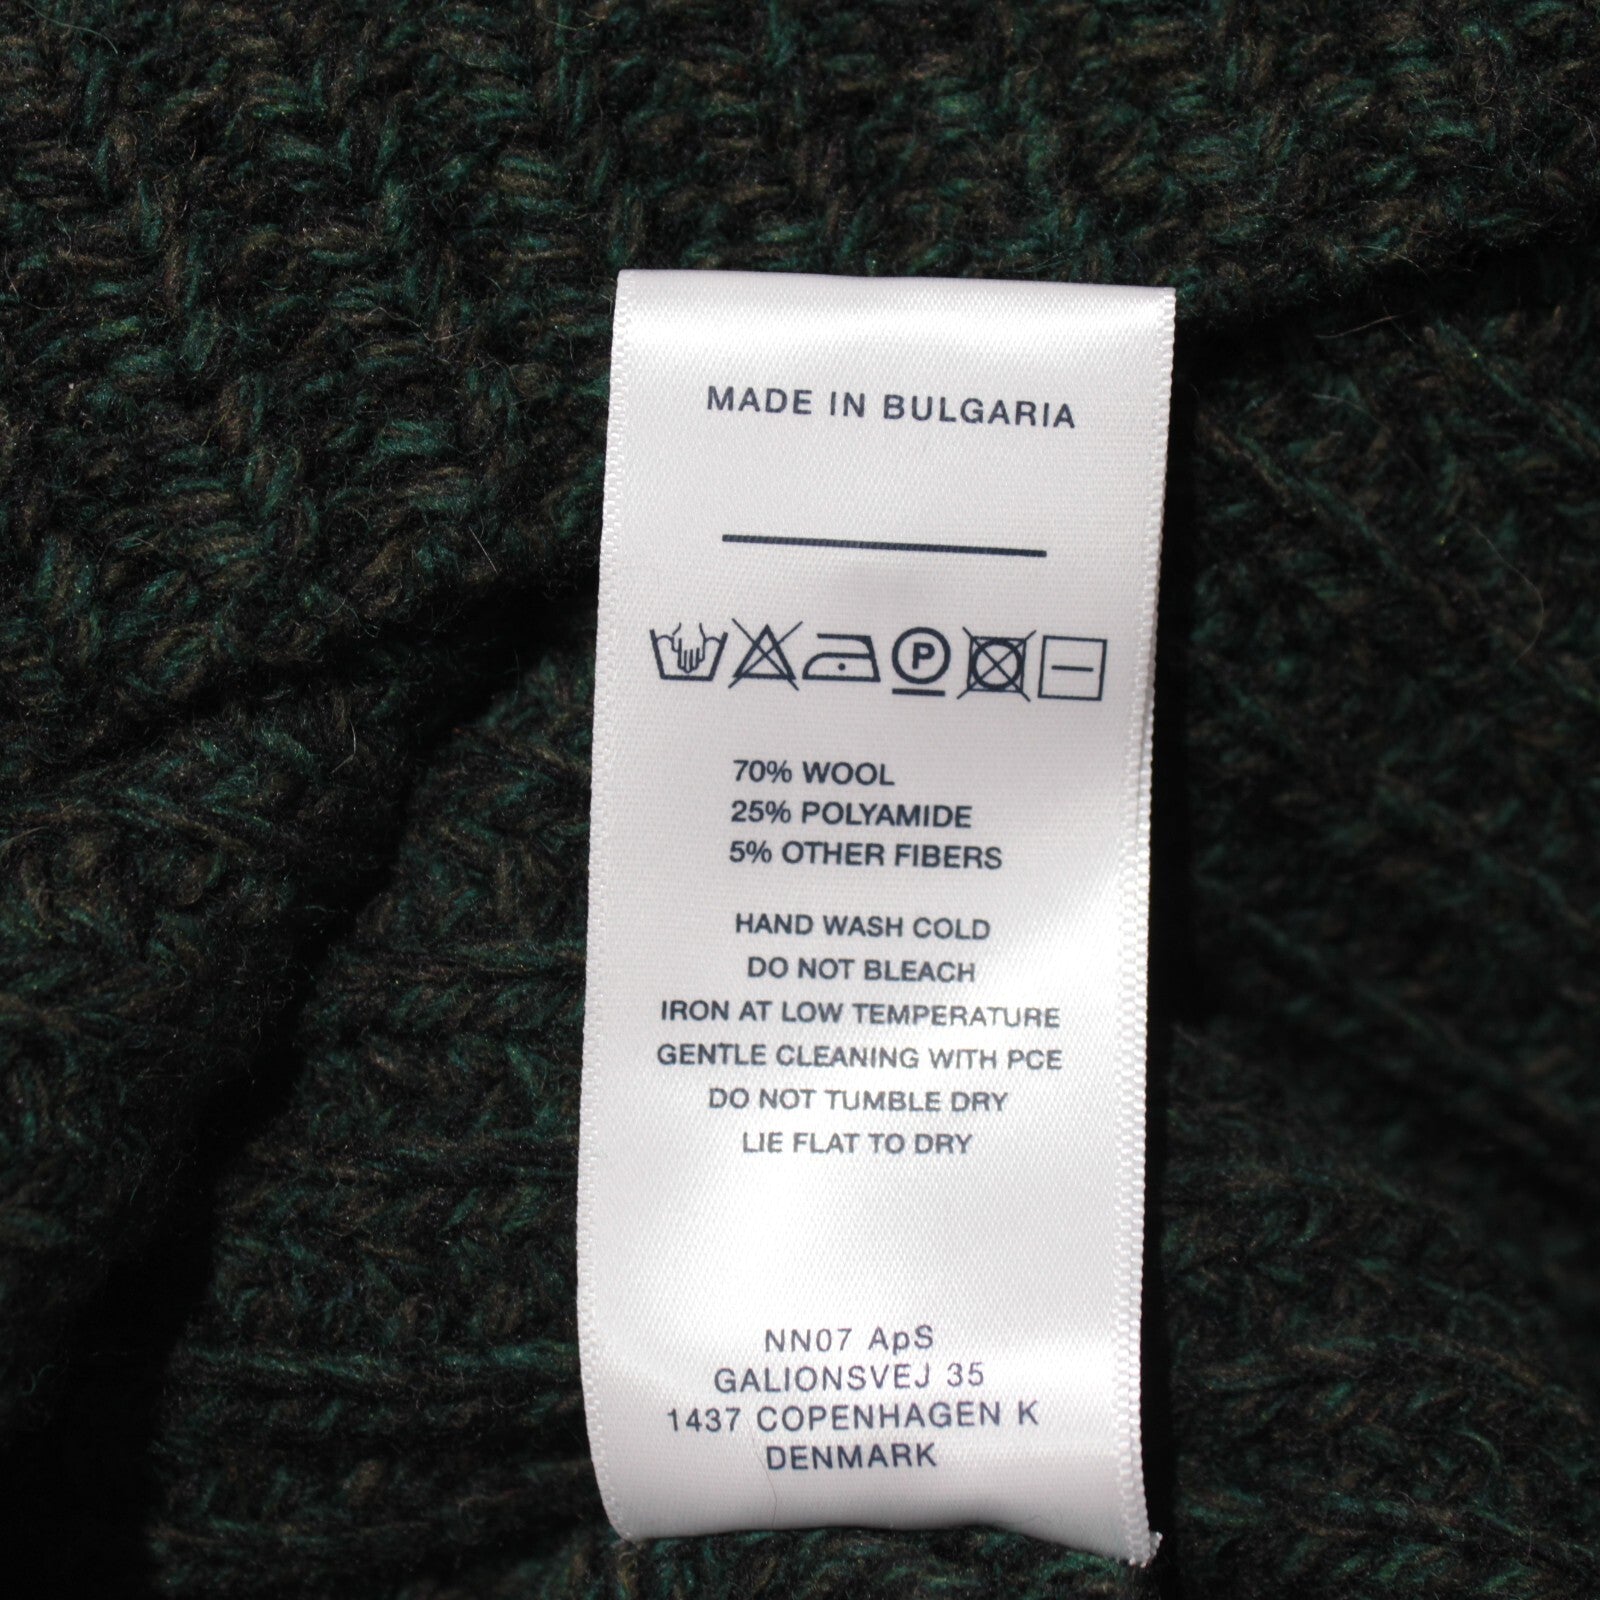 MADE IN BULGARIA
P
70% WOOL
25% POLYAMIDE
5% OTHER FIBERS
HAND WASH COLD
DO NOT BLEACH
IRON AT LOW TEMPERATURE
GENTLE CLEANING WITH PCE
DO NOT TUMBLE DRY
LIE FLAT TO DRY
NN07 ApS
GALIONSVEJ 35
1437 COPENHAGEN K
DENMARK